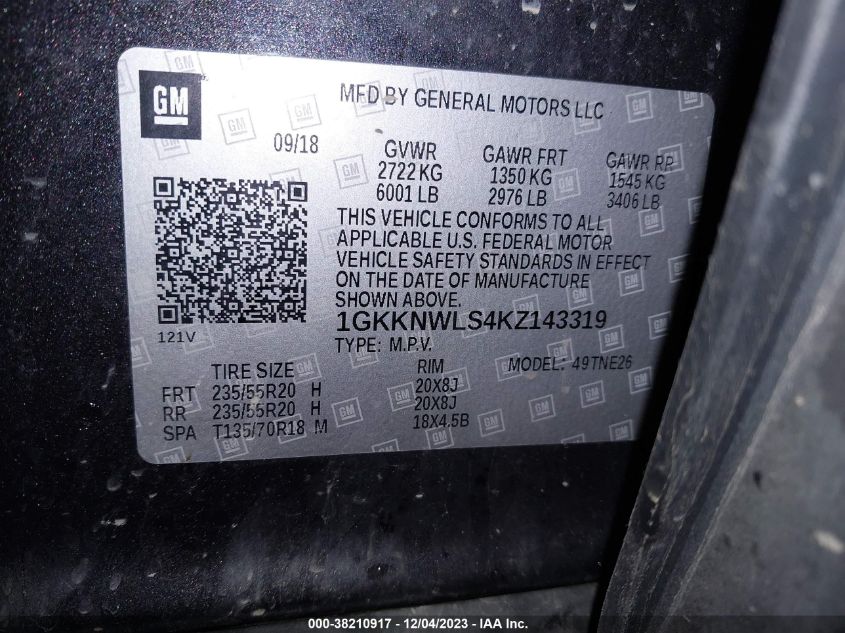 GM
MFD BY GENERAL MOTORS LLC
09/18
GVWR GAWR FRT GAWR RR
2722 KG 1350 KG 1545 KG
6001 LB 2976 LB 3406 LB
THIS VEHICLE CONFORMS TO ALL
APPLICABLE U.S. FEDERAL MOTOR
VEHICLE SAFETY STANDARDS IN EFFECT
ON THE DATE OF MANUFACTURE
SHOWN ABOVE.
121V
1GKKNWLS4KZ143319
TYPE: M.P.V. MODEL: 49TNE26
TIRE SIZE RIM
FRT 235/55R20 H 20X8J
RR 235/55R20 H 20X8J
SPA T135/70R18 M 18X4.5B
000-38210917 - 12/04/2023 - IAA Inc.